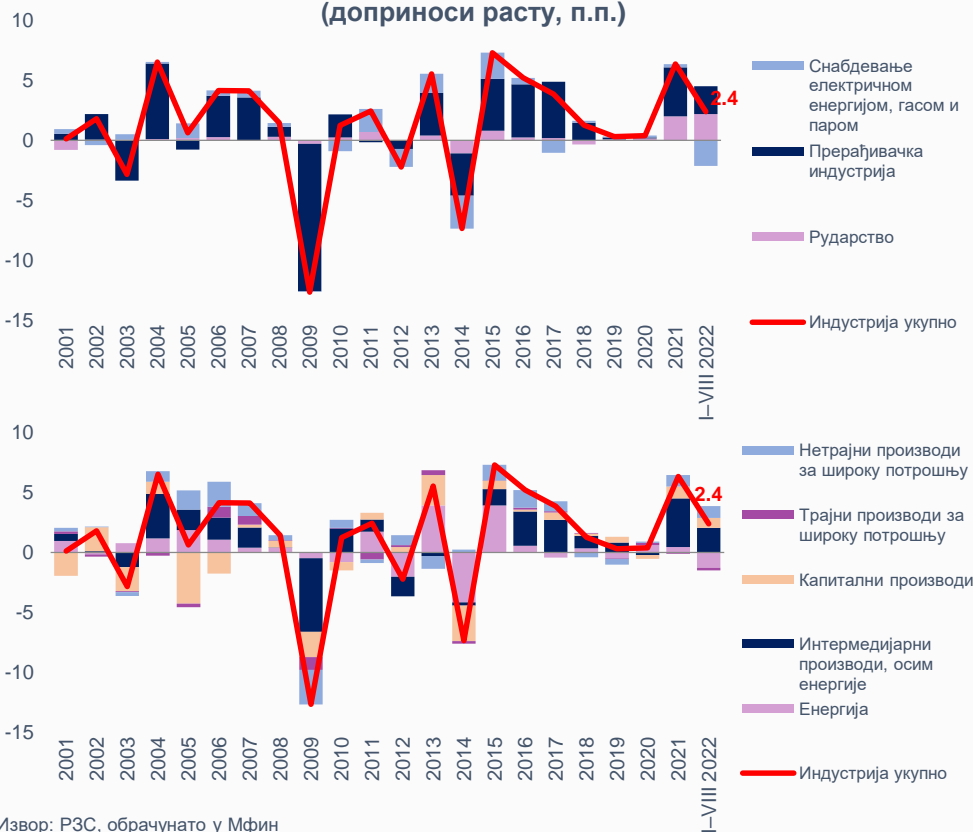 (доприноси расту, п.п.)
10
5
0
-5
-10
-15
2.4
2001
2002
2003
2004
2005
2006
2007
2008
2009
2010
2011
2012
2013
2014
2015
2016
2017
2018
2019
2020
2021
I–VIII 2022
Снабдевање
електричном
енергијом, гасом и
паром
Прерађивачка
индустрија
Рударство
Индустрија укупно
10
5
0
-5
-10
-15
2.4
2001
2002
2003
2004
2005
2006
2007
2008
2009
2010
2011
2012
2013
2014
2015
2016
2017
2018
2019
2020
2021
I–VIII 2022
Нетрајни производи
за широку потрошњу
Трајни производи за
широку потрошњу
Капитални производи
Интермедијарни
производи, осим
енергије
Енергија
Индустрија укупно
Извор: РЗС, обрачунато у Мфин